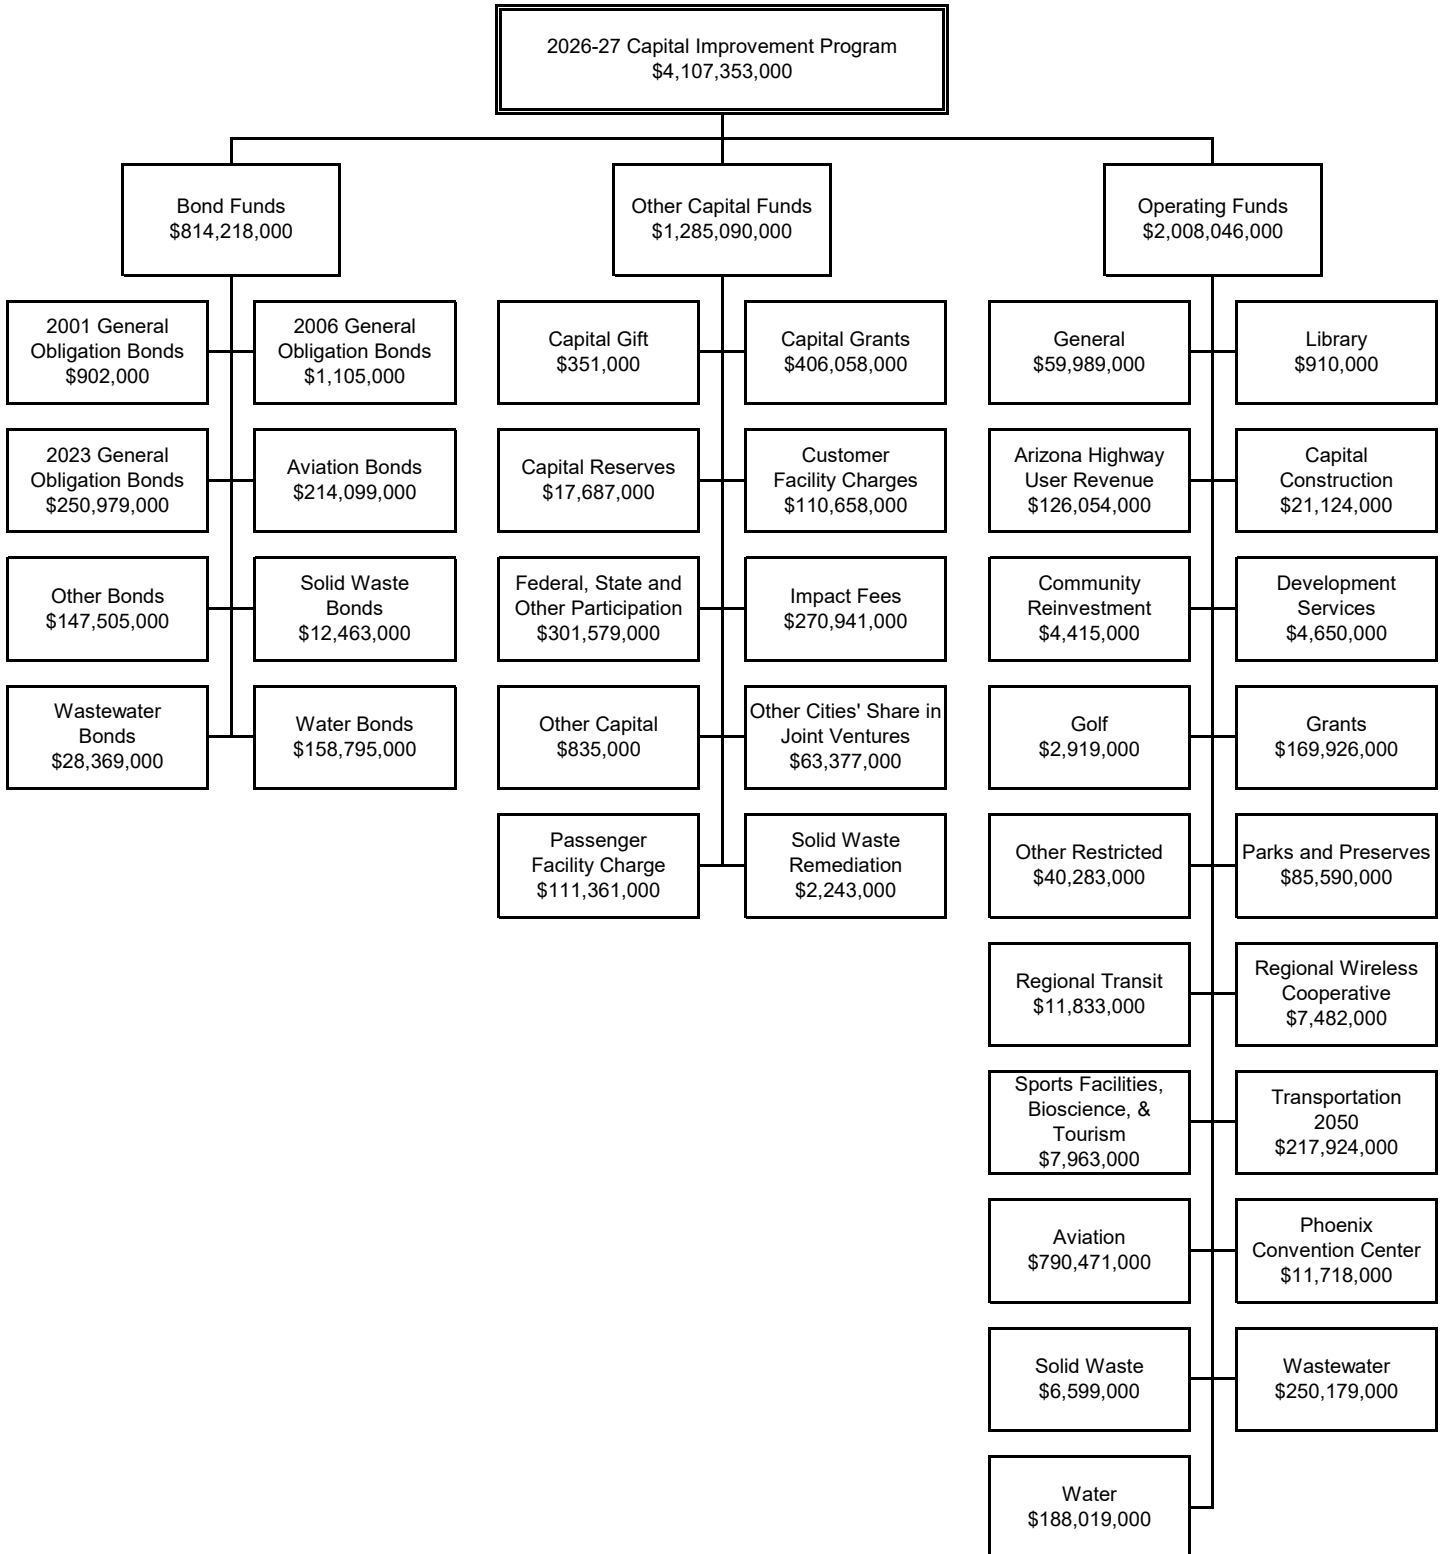 2026-27 Capital Improvement Program
$4,107,353,000
Bond Funds
$814,218,000
Other Capital Funds
$1,285,090,000
Operating Funds
$2,008,046,000
2001 General
Obligation Bonds
$902,000
2006 General
Obligation Bonds
$1,105,000
2023 General
Obligation Bonds
$250,979,000
Aviation Bonds
$214,099,000
Other Bonds
$147,505,000
Solid Waste
Bonds
$12,463,000
Wastewater
Bonds
$28,369,000
Water Bonds
$158,795,000
Capital Gift
$351,000
Capital Grants
$406,058,000
Capital Reserves
$17,687,000
Customer
Facility Charges
$110,658,000
Federal, State and
Other Participation
$301,579,000
Impact Fees
$270,941,000
Other Capital
$835,000
Other Cities' Share in
Joint Ventures
$63,377,000
Passenger
Facility Charge
$111,361,000
Solid Waste
Remediation
$2,243,000
General
$59,989,000
Library
$910,000
Arizona Highway
User Revenue
$126,054,000
Capital
Construction
$21,124,000
Community
Reinvestment
$4,415,000
Development
Services
$4,650,000
Golf
$2,919,000
Grants
$169,926,000
Other Restricted
$40,283,000
Parks and Preserves
$85,590,000
Regional Transit
$11,833,000
Regional Wireless
Cooperative
$7,482,000
Sports Facilities,
Bioscience, &
Tourism
$7,963,000
Transportation
2050
$217,924,000
Aviation
$790,471,000
Phoenix
Convention Center
$11,718,000
Solid Waste
$6,599,000
Wastewater
$250,179,000
Water
$188,019,000